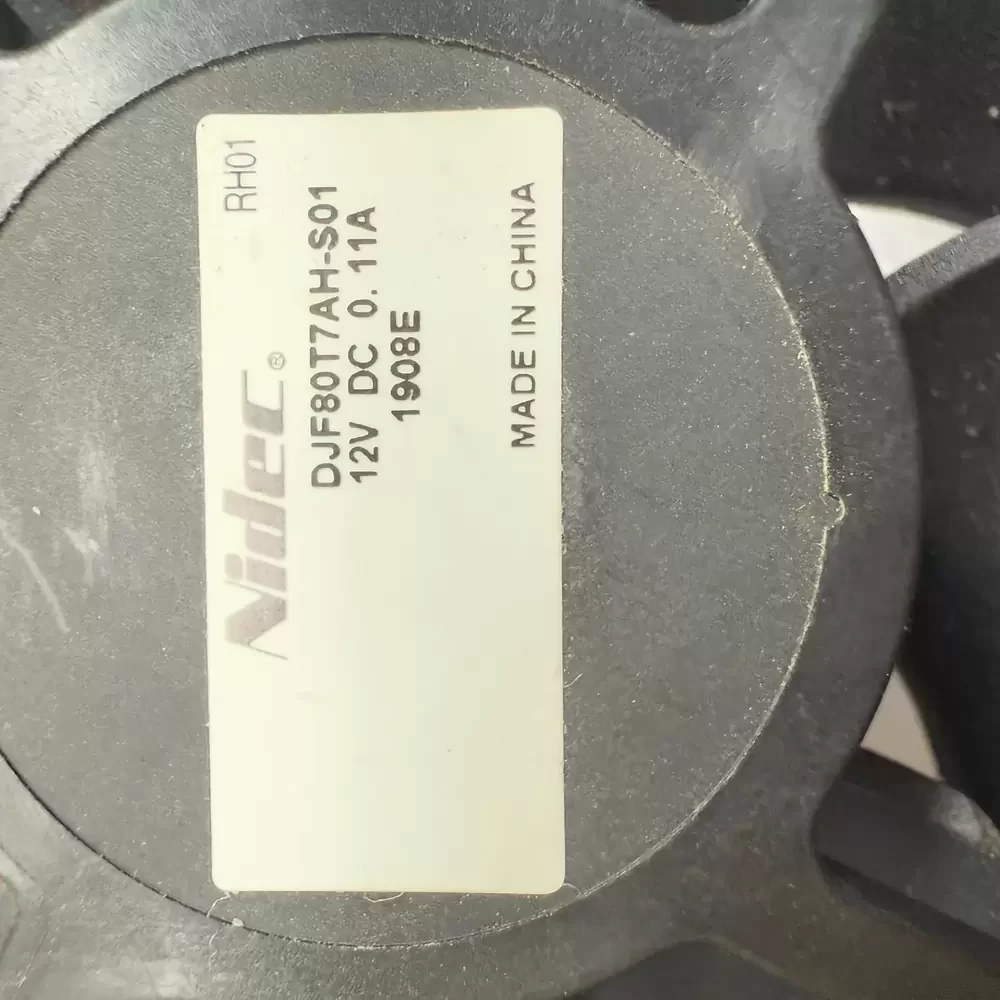 RH01
Nidec®
DJF80T7AH-S01
12V DC 0.11A
1908E
MADE IN CHINA